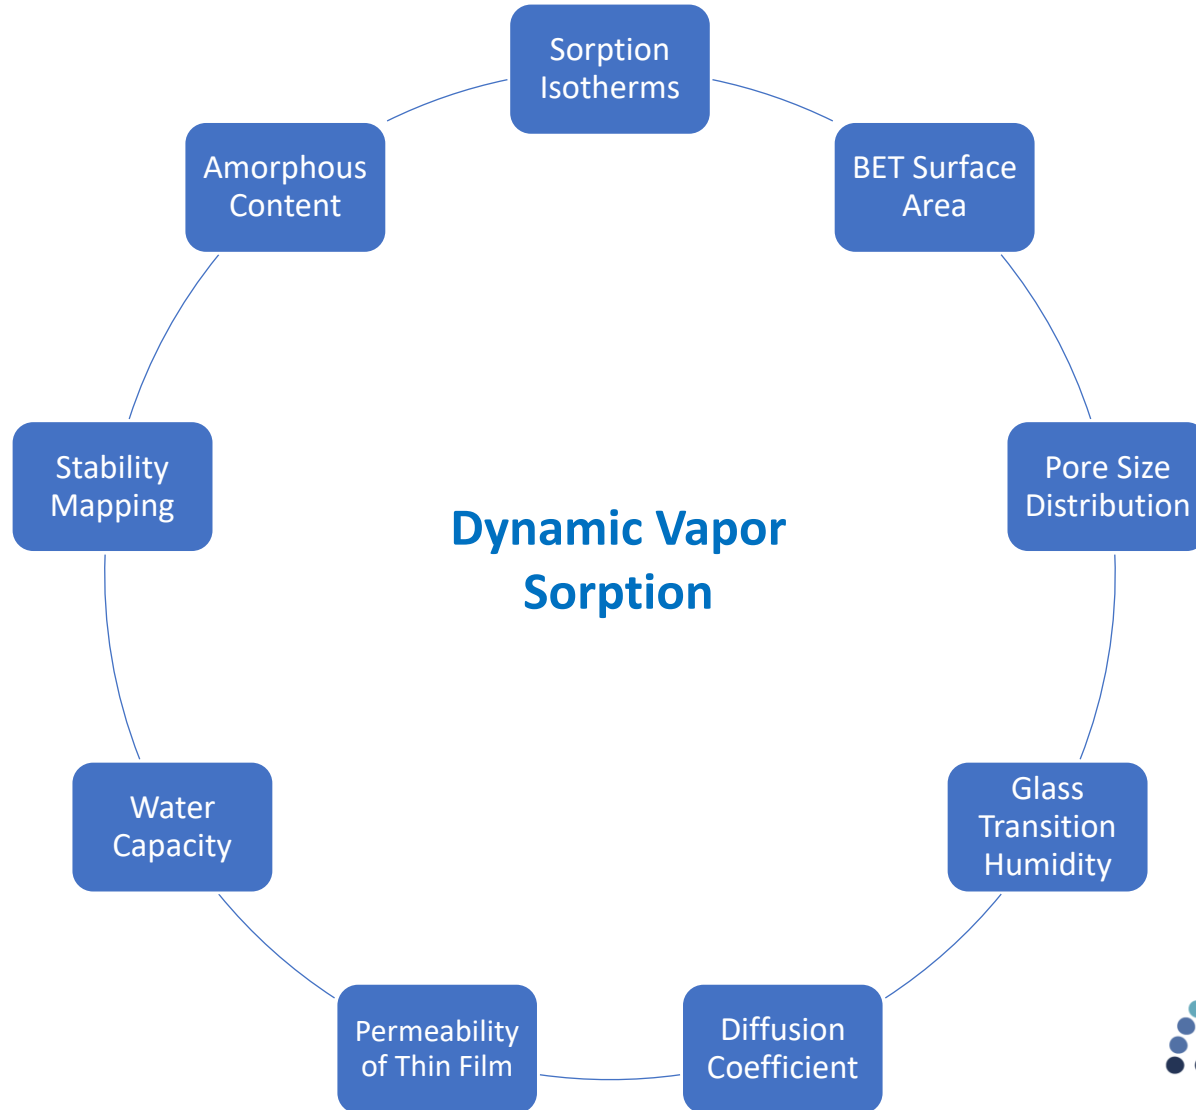 Sorption
Isotherms
BET Surface
Area
Pore Size
Distribution
Glass
Transition
Humidity
Diffusion
Coefficient
Permeability
of Thin Film
Water
Capacity
Stability
Mapping
Amorphous
Content
Dynamic Vapor
Sorption